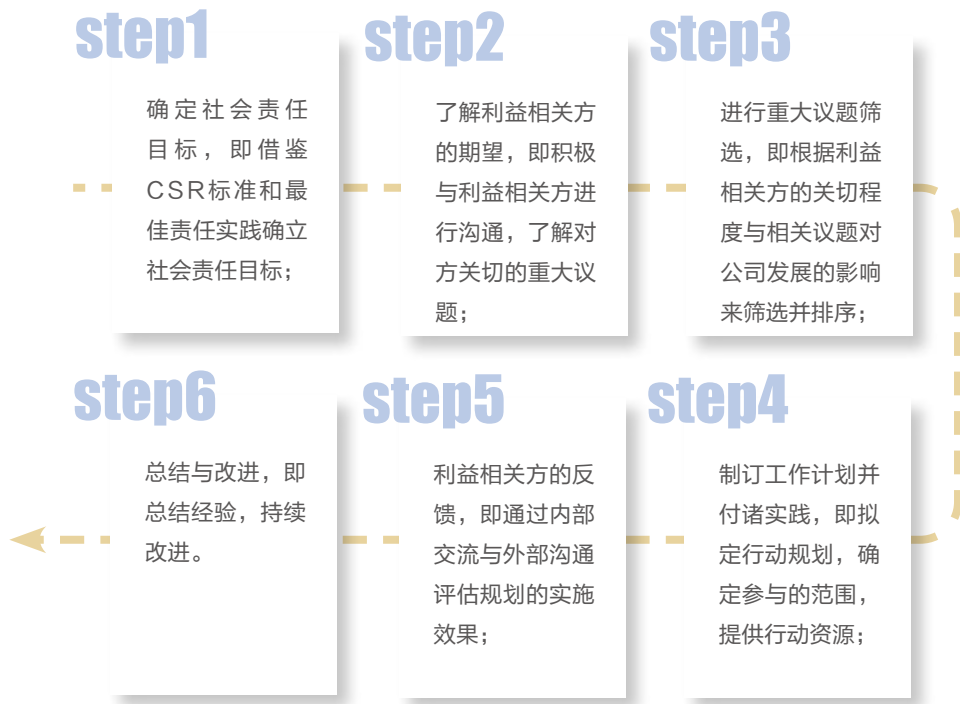 step1
确定社会责任
目标，即借鉴
CSR标准和最
佳责任实践确立
社会责任目标；
step2
了解利益相关方
的期望，即积极
与利益相关方进
行沟通，了解对
方关切的重大议
题；
step3
进行重大议题筛
选，即根据利益
相关方的关切程
度与相关议题对
公司发展的影响
来筛选并排序；
step4
制订工作计划并
付诸实践，即拟
定行动规划，确
定参与的范围，
提供行动资源；
step5
利益相关方的反
馈，即通过内部
交流与外部沟通
评估规划的实施
效果；
step6
总结与改进，即
总结经验，持续
改进。